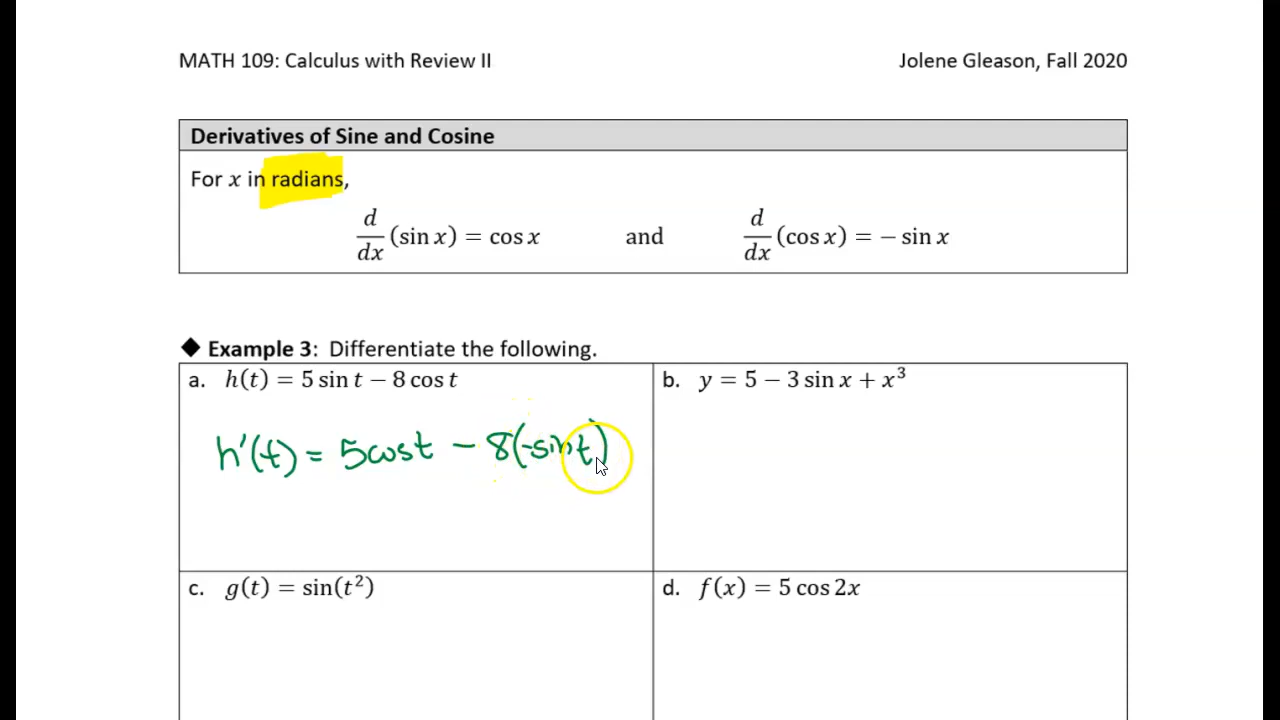 MATH 109: Calculus with Review II
Jolene Gleason, Fall 2020
Derivatives of Sine and Cosine
For x in radians,
d/dx (sin x) = cos x and d/dx (cos x) = − sin x
◆ Example 3: Differentiate the following.
a. h(t) = 5 sin t − 8 cos t
h'(t) = 5cost − 8(-sint)
b. y = 5 − 3 sin x + x³
c. g(t) = sin(t²)
d. f(x) = 5 cos 2x